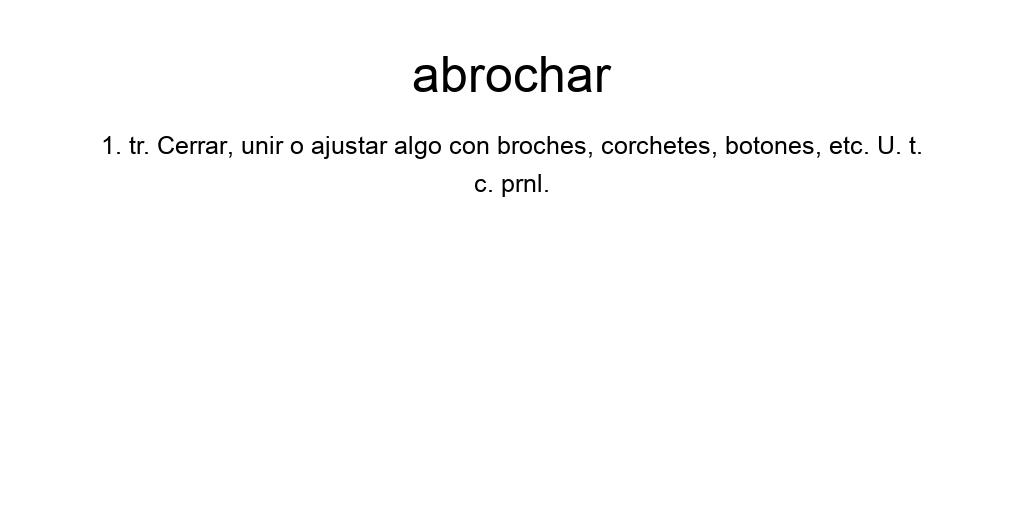 abrochar
1. tr. Cerrar, unir o ajustar algo con broches, corchetes, botones, etc. U. t.
c. prnl.